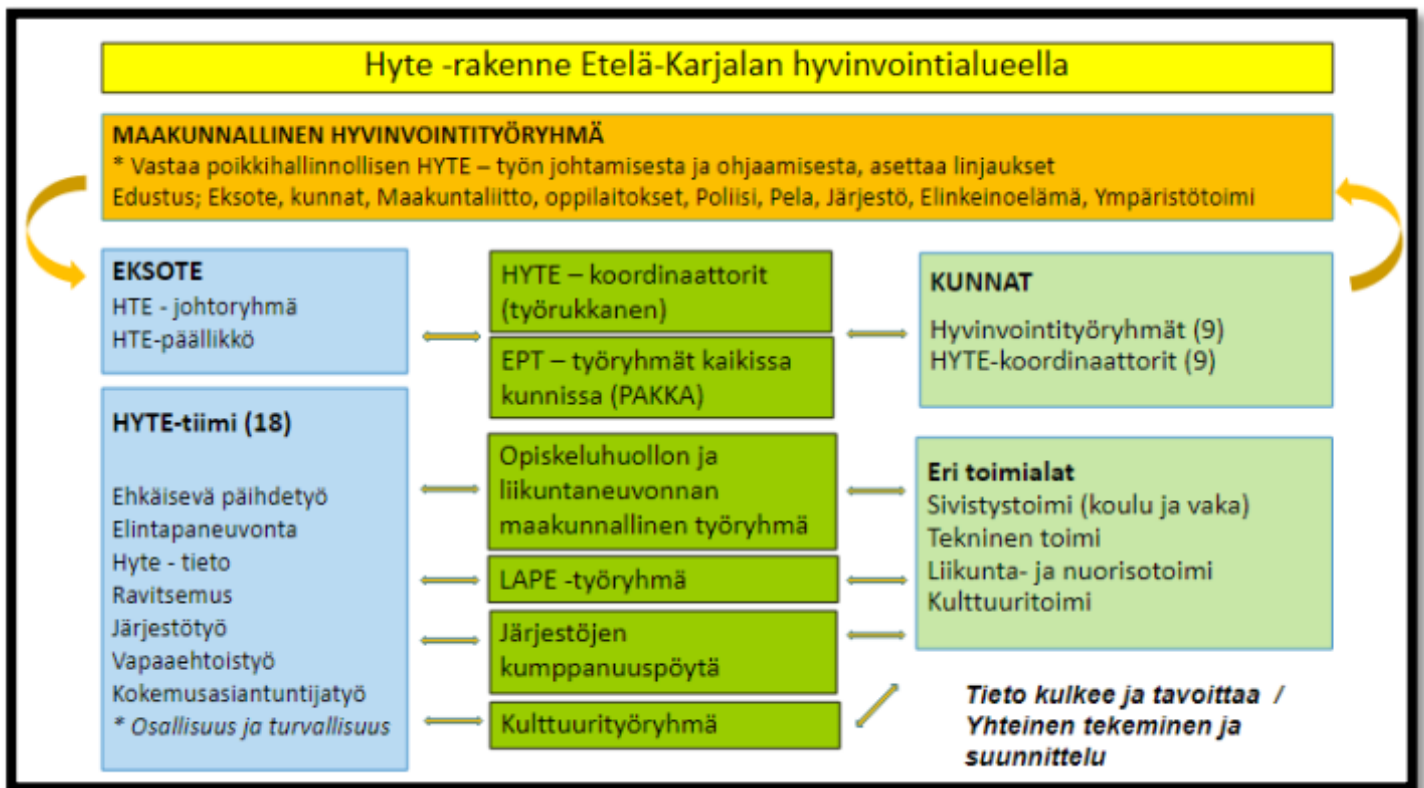 Hyte -rakenne Etelä-Karjalan hyvinvointialueella
MAAKUNNALLINEN HYVINVOINTITYÖRYHMÄ
* Vastaa poikkihallinnollisen HYTE – työn johtamisesta ja ohjaamisesta, asettaa linjaukset
Edustus; Eksote, kunnat, Maakuntaliitto, oppilaitokset, Poliisi, Pela, Järjestö, Elinkeinoelämä, Ympäristötoimi
EKSOTE
HTE - johtoryhmä
HTE-päällikkö
HYTE-tiimi (18)
Ehkäisevä päihdetyö
Elintapaneuvonta
Hyte - tieto
Ravitsemus
Järjestötyö
Vapaaehtoistyö
Kokemusasiantuntijatyö
* Osallisuus ja turvallisuus
HYTE – koordinaattorit
(työrukkanen)
EPT – työryhmät kaikissa
kunnissa (PAKKA)
Opiskeluhuollon ja
liikuntaneuvonnan
maakunnallinen työryhmä
LAPE -työryhmä
Järjestöjen
kumppanuuspöytä
Kulttuurityöryhmä
KUNNAT
Hyvinvointityöryhmät (9)
HYTE-koordinaattorit (9)
Eri toimialat
Sivistystoimi (koulu ja vaka)
Tekninen toimi
Liikunta- ja nuorisotoimi
Kulttuuritoimi
Tieto kulkee ja tavoittaa /
Yhteinen tekeminen ja
suunnittelu